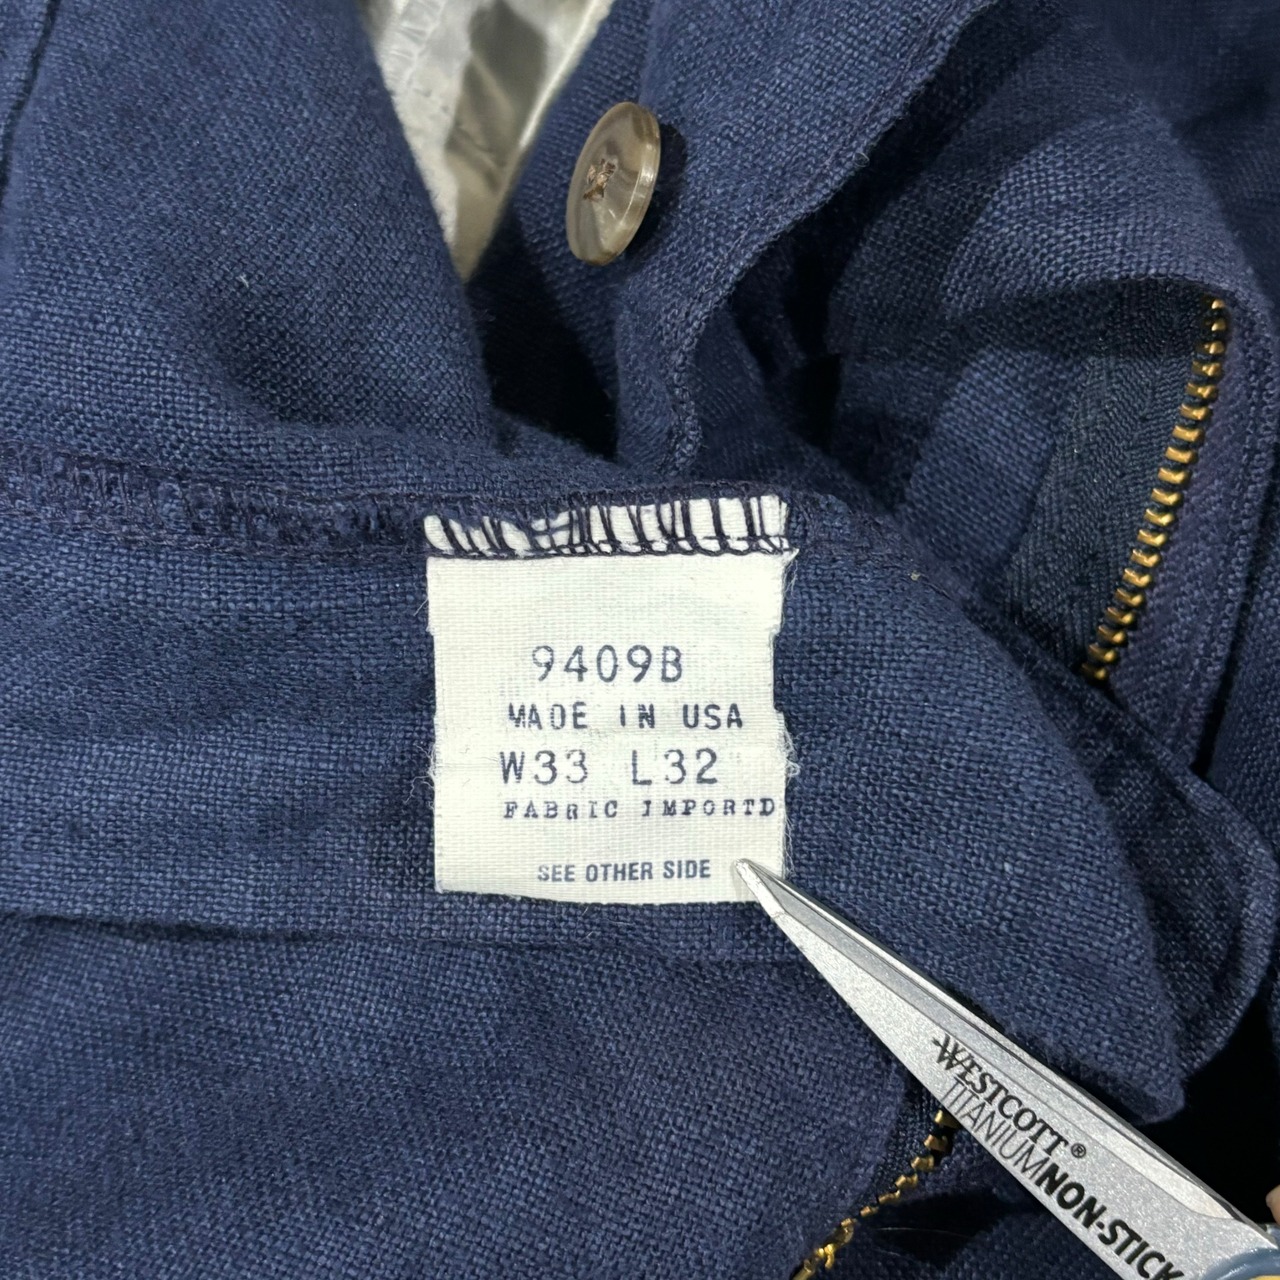 9409B
MADE IN USA
W33 L32
FABRIC IMPORTD
SEE OTHER SIDE
WESTCOTT®
TITANIUM NON-STICK